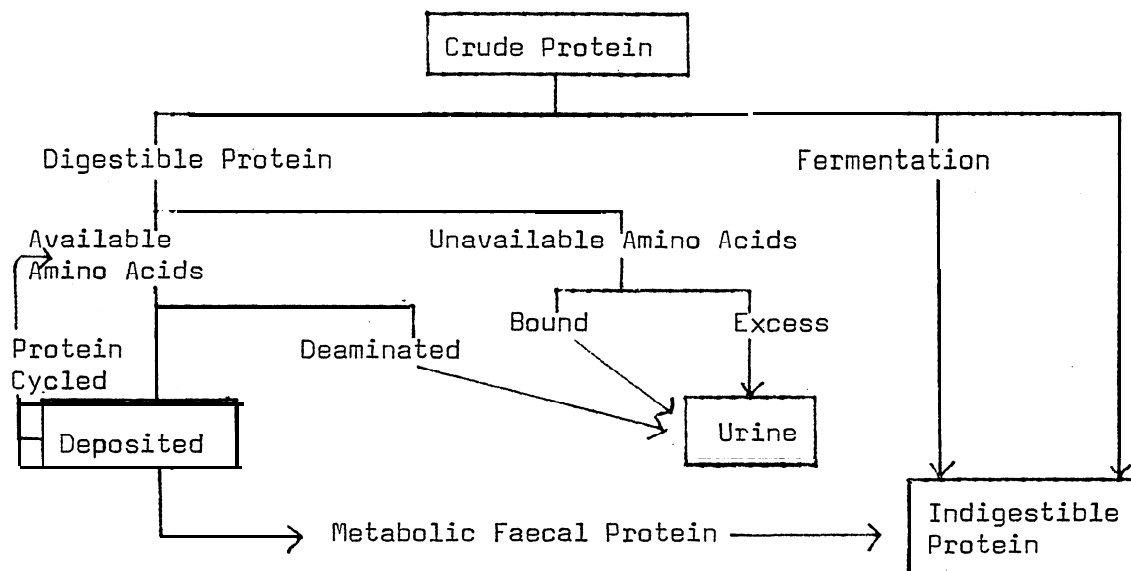 Crude Protein
Digestible Protein
Fermentation
Available
Amino Acids
Unavailable Amino Acids
Bound
Excess
Protein
Cycled
Deaminated
Deposited
Urine
Metabolic Faecal Protein
Indigestible
Protein